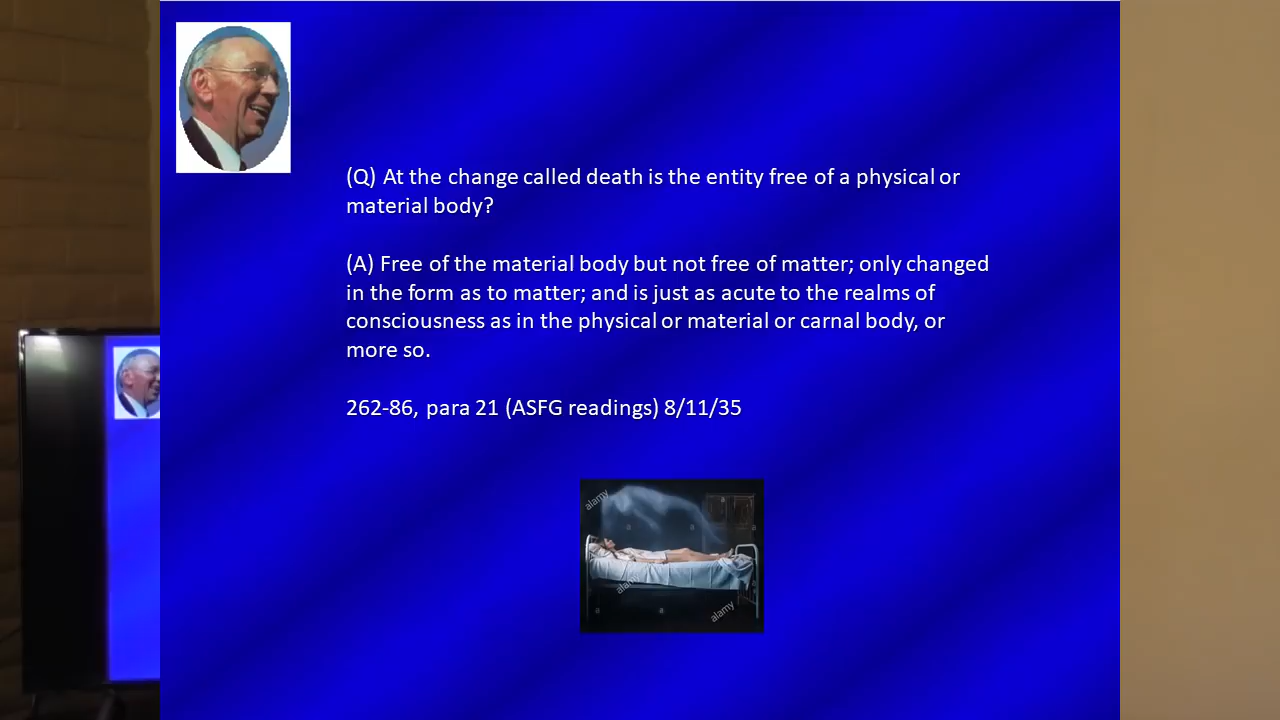 (Q) At the change called death is the entity free of a physical or
material body?
(A) Free of the material body but not free of matter; only changed
in the form as to matter; and is just as acute to the realms of
consciousness as in the physical or material or carnal body, or
more so.
262-86, para 21 (ASFG readings) 8/11/35
alamy
a
a a a
alamy
a a alamy